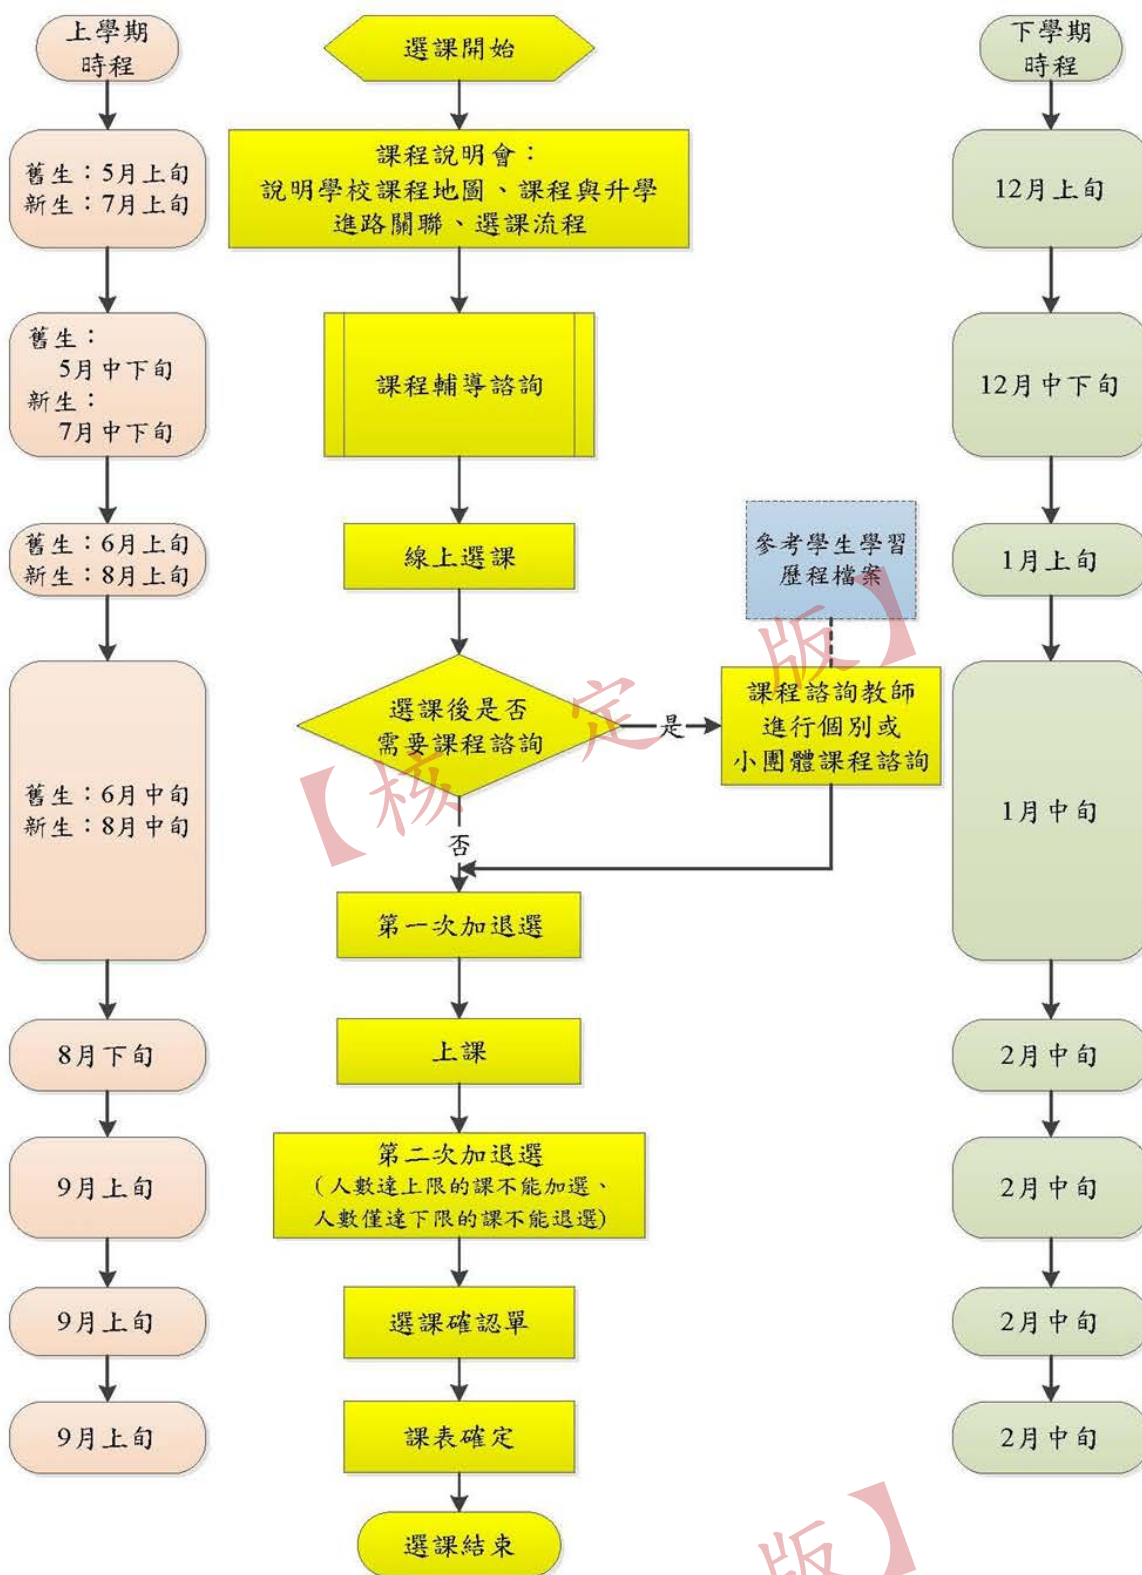 上學期
時程
選課開始
下學期
時程
舊生：5月上旬
新生：7月上旬
課程說明會：
說明學校課程地圖、課程與升學
進路關聯、選課流程
12月上旬
舊生：
5月中下旬
新生：
7月中下旬
課程輔導諮詢
12月中下旬
舊生：6月上旬
新生：8月上旬
線上選課
參考學生學習
歷程檔案
1月上旬
舊生：6月中旬
新生：8月中旬
選課後是否
需要課程諮詢
是
課程諮詢教師
進行個別或
小團體課程諮詢
否
1月中旬
第一次加退選
8月下旬
上課
2月中旬
9月上旬
第二次加退選
（人數達上限的課不能加選、
人數僅達下限的課不能退選)
2月中旬
9月上旬
選課確認單
2月中旬
9月上旬
課表確定
2月中旬
選課結束
【核定版】
版】